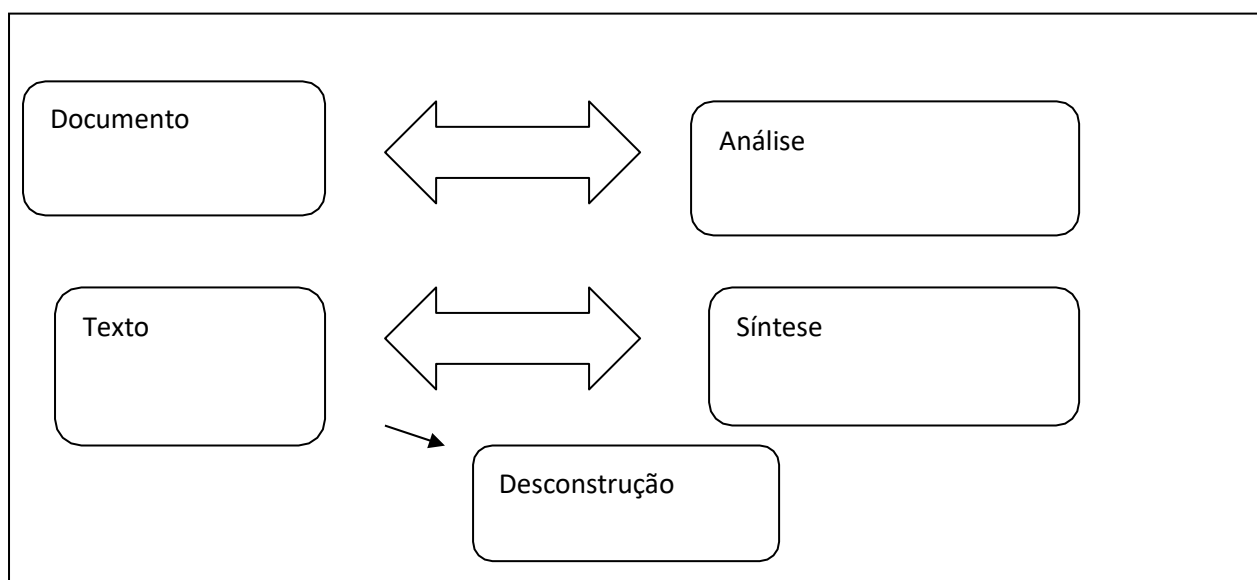 Documento
Análise
Texto
Síntese
Desconstrução